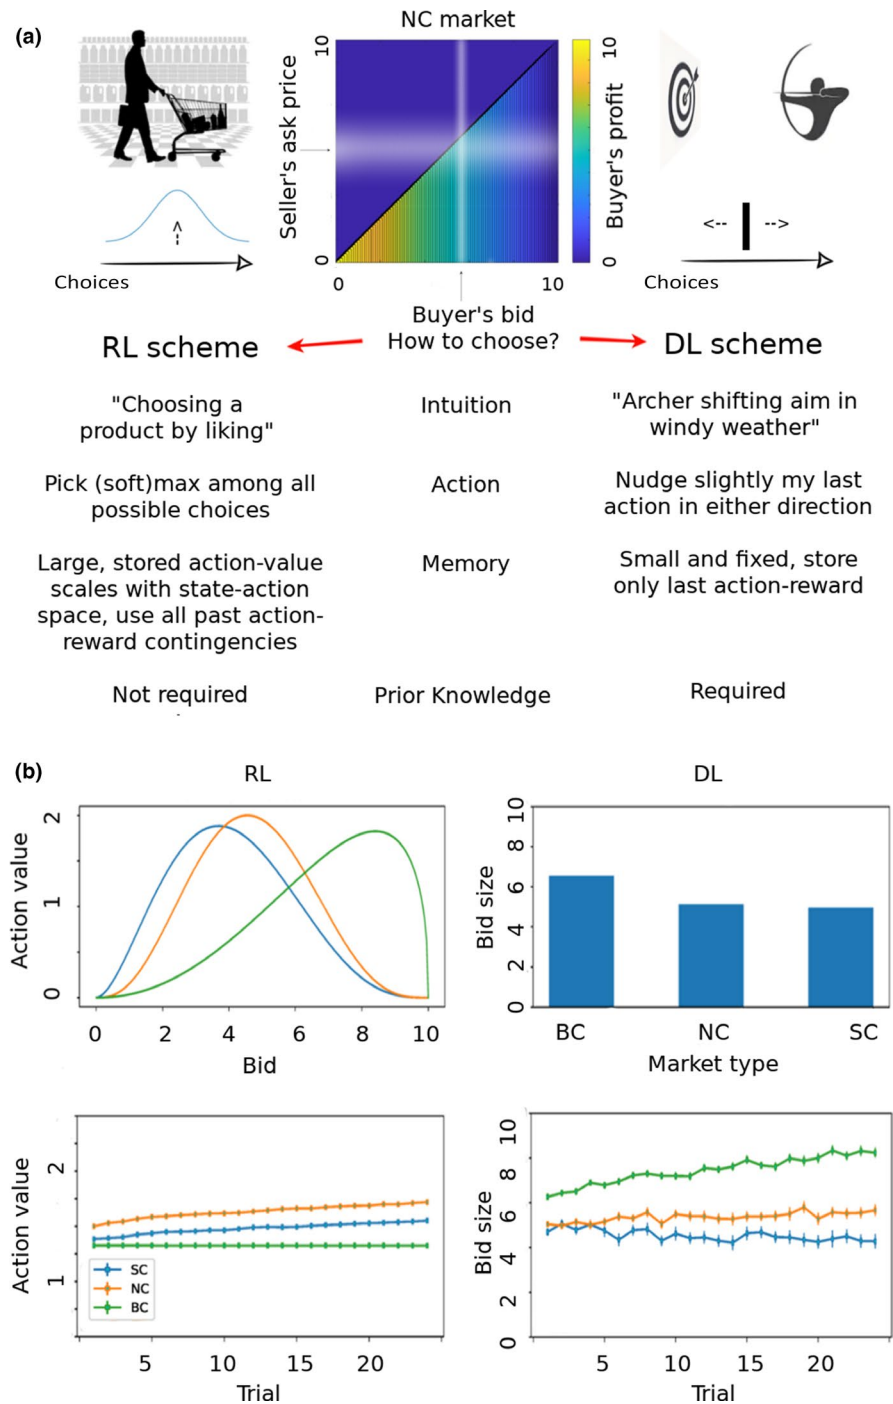 (a)
NC market
Seller's ask price
10
0
0
10
Buyer's profit
10
0
<--
-->
Choices
Choices
Buyer's bid
How to choose?
RL scheme
DL scheme
"Choosing a
product by liking"
Intuition
"Archer shifting aim in
windy weather"
Pick (soft)max among all
possible choices
Action
Nudge slightly my last
action in either direction
Large, stored action-value
scales with state-action
space, use all past action-
reward contingencies
Memory
Small and fixed, store
only last action-reward
Not required
Prior Knowledge
Required
(b)
RL
DL
Action value
2
1
0
0 2 4 6 8 10
Bid
Bid size
10
8
6
4
2
0
BC NC SC
Market type
Action value
2
1
SC
NC
BC
5 10 15 20
Trial
Bid size
10
8
6
4
2
0
5 10 15 20
Trial